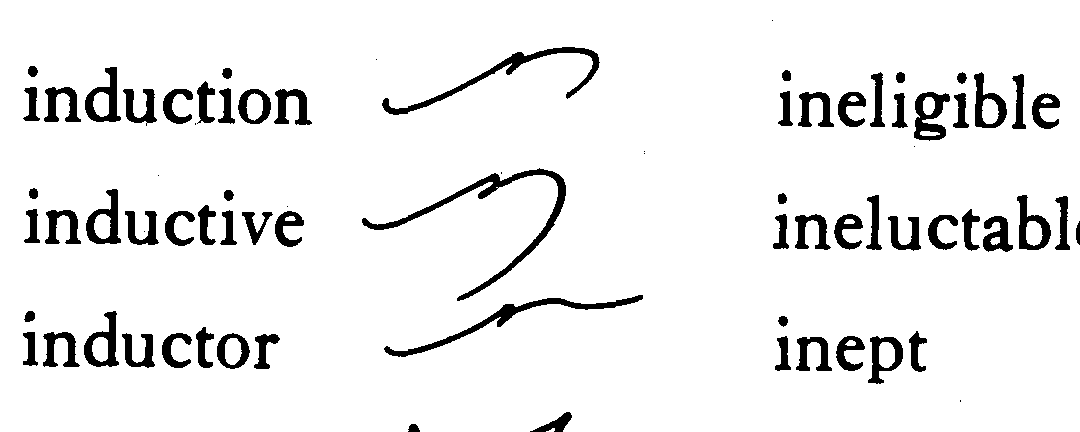 induction ineligible
inductive ineluctable
inductor inept